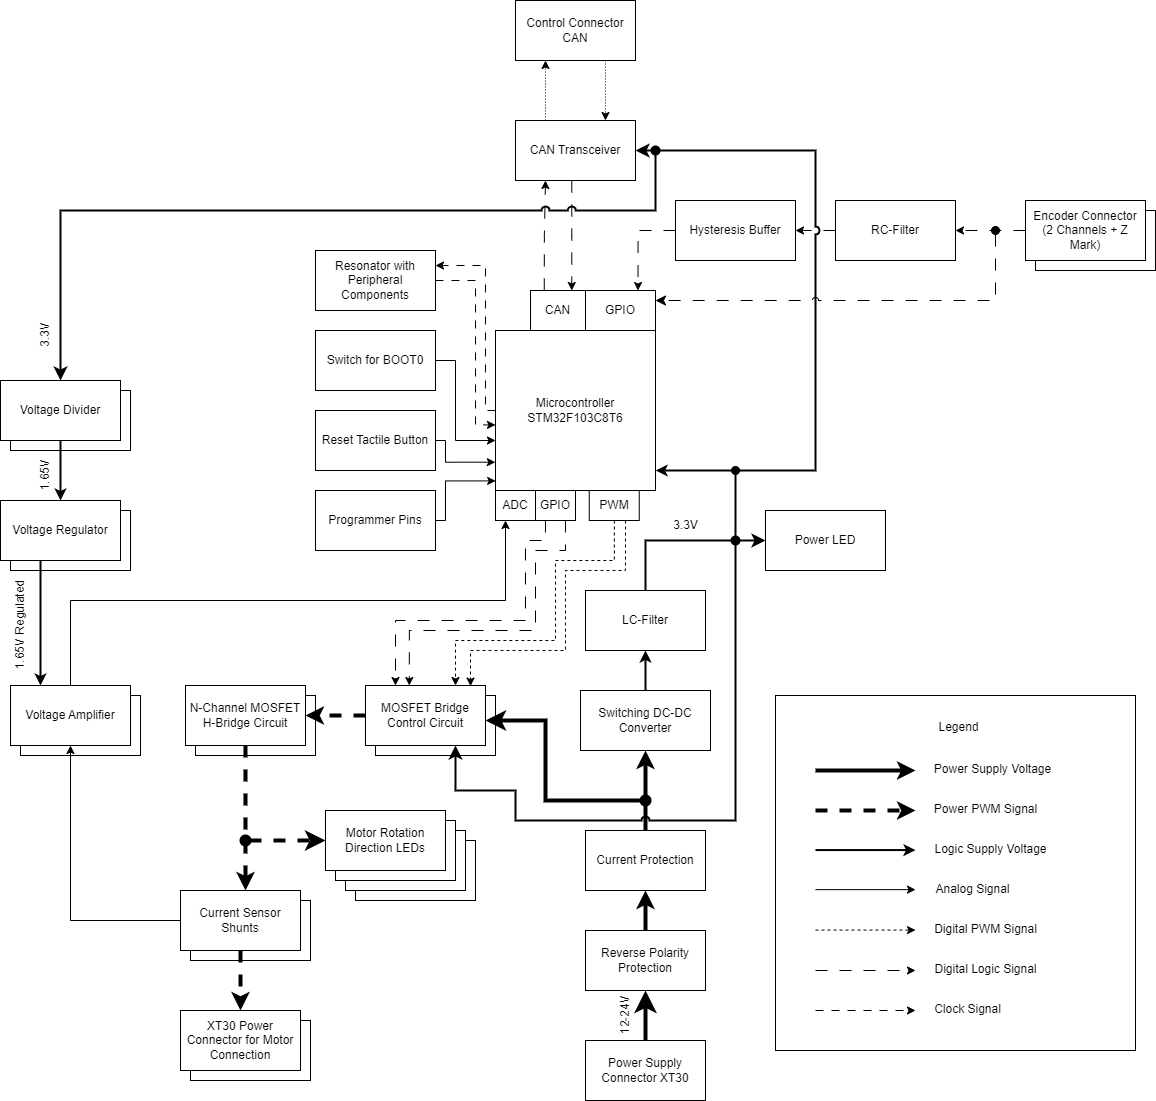 Control Connector
CAN
CAN Transceiver
Hysteresis Buffer
RC-Filter
Encoder Connector
(2 Channels + Z
Mark)
Resonator with
Peripheral
Components
CAN
GPIO
3.3V
Switch for BOOT0
Microcontroller
STM32F103C8T6
Voltage Divider
Reset Tactile Button
1.65V
Programmer Pins
ADC
GPIO
PWM
Voltage Regulator
3.3V
Power LED
1.65V Regulated
LC-Filter
Voltage Amplifier
N-Channel MOSFET
H-Bridge Circuit
MOSFET Bridge
Control Circuit
Switching DC-DC
Converter
Motor Rotation
Direction LEDs
Current Protection
Current Sensor
Shunts
Reverse Polarity
Protection
12-24V
XT30 Power
Connector for Motor
Connection
Power Supply
Connector XT30
Legend
Power Supply Voltage
Power PWM Signal
Logic Supply Voltage
Analog Signal
Digital PWM Signal
Digital Logic Signal
Clock Signal